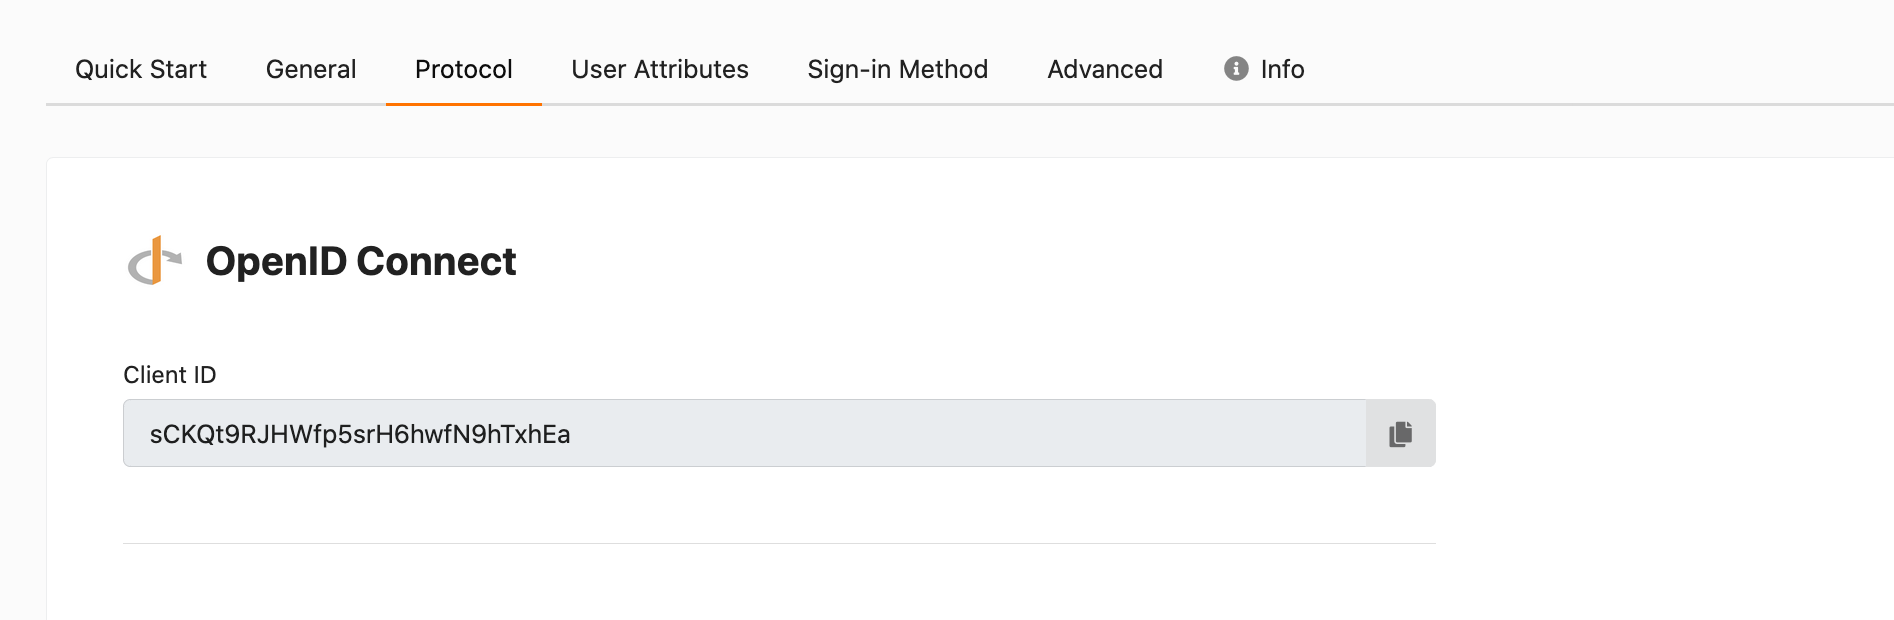 Quick Start General Protocol User Attributes Sign-in Method Advanced Info
OpenID Connect
Client ID
sCKQt9RJHWfp5srH6hwfN9hTxhEa